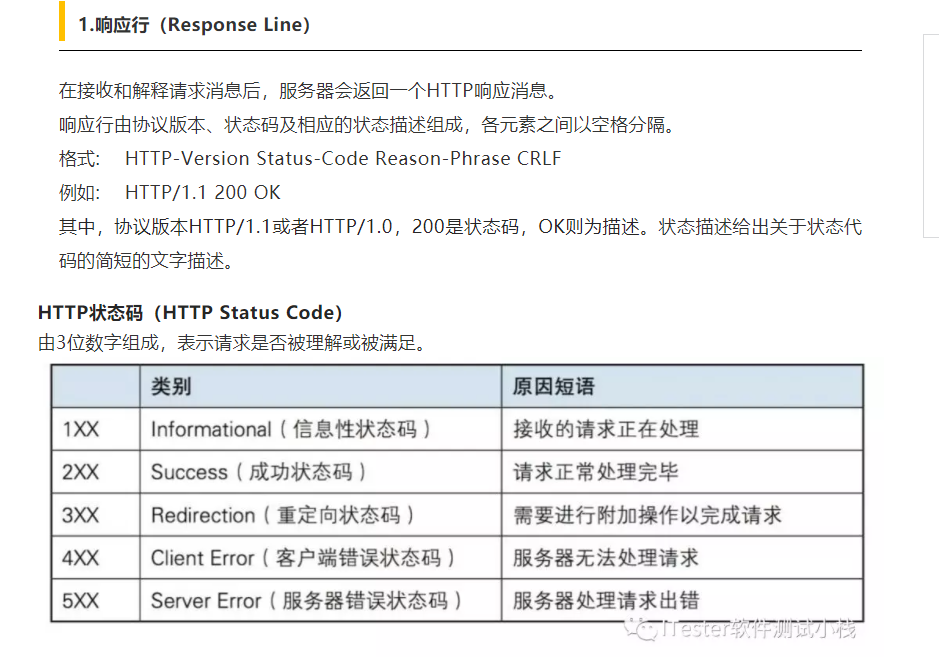 1.响应行（Response Line）
在接收和解释请求消息后，服务器会返回一个HTTP响应消息。
响应行由协议版本、状态码及相应的状态描述组成，各元素之间以空格分隔。
格式: HTTP-Version Status-Code Reason-Phrase CRLF
例如: HTTP/1.1 200 OK
其中，协议版本HTTP/1.1或者HTTP/1.0，200是状态码，OK则为描述。状态描述给出关于状态代
码的简短的文字描述。
HTTP状态码（HTTP Status Code）
由3位数字组成，表示请求是否被理解或被满足。
类别 原因短语
1XX Informational（信息性状态码） 接收的请求正在处理
2XX Success（成功状态码） 请求正常处理完毕
3XX Redirection（重定向状态码） 需要进行附加操作以完成请求
4XX Client Error（客户端错误状态码） 服务器无法处理请求
5XX Server Error（服务器错误状态码） 服务器处理请求出错
ITester软件测试小栈